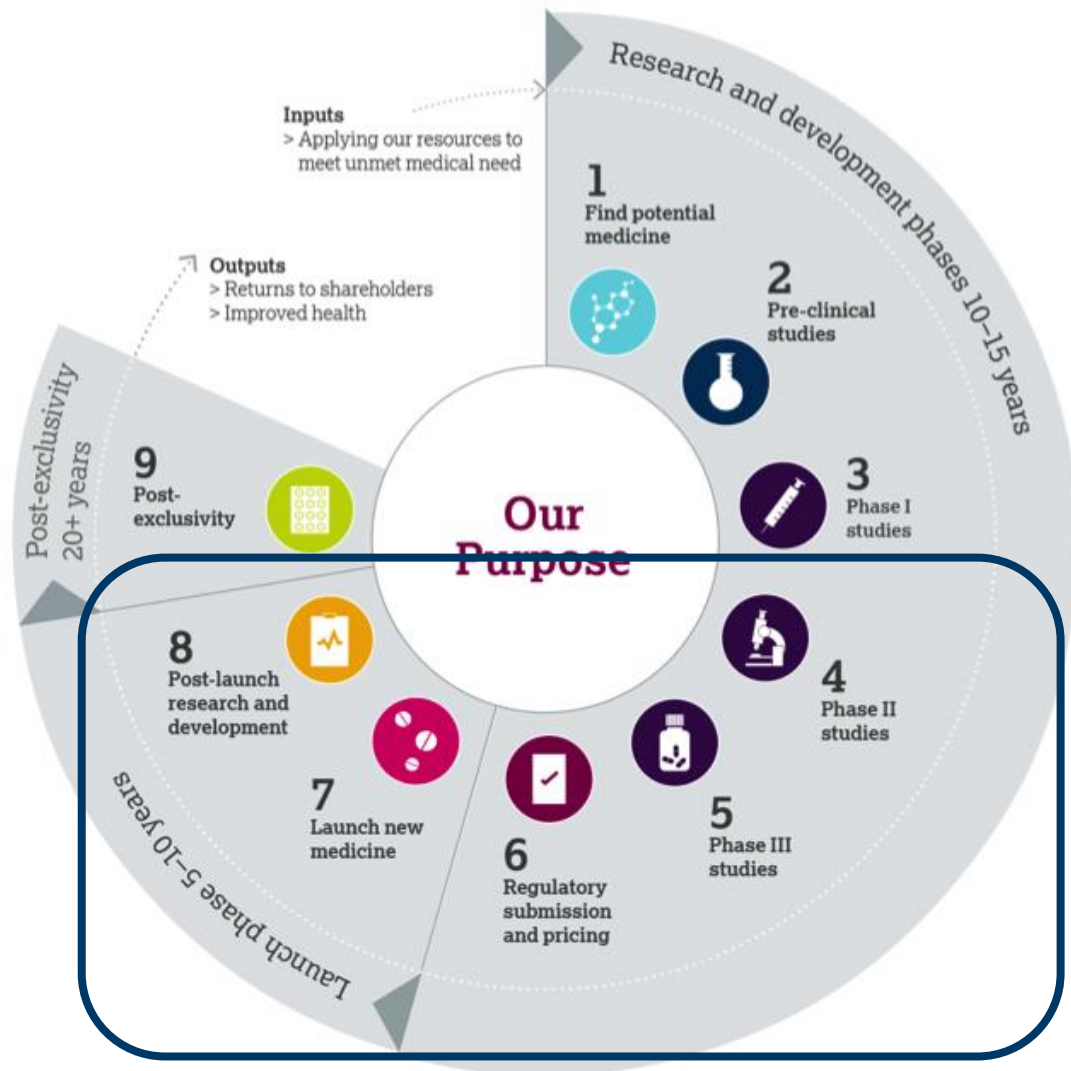 Research and development phases 10–15 years
Inputs
> Applying our resources to
meet unmet medical need
1
Find potential
medicine
2
Pre-clinical
studies
3
Phase I
studies
4
Phase II
studies
5
Phase III
studies
6
Regulatory
submission
and pricing
Launch phase 5–10 years
7
Launch new
medicine
8
Post-launch
research and
development
Post-exclusivity
20+ years
9
Post-
exclusivity
Outputs
> Returns to shareholders
> Improved health
Our
Purpose